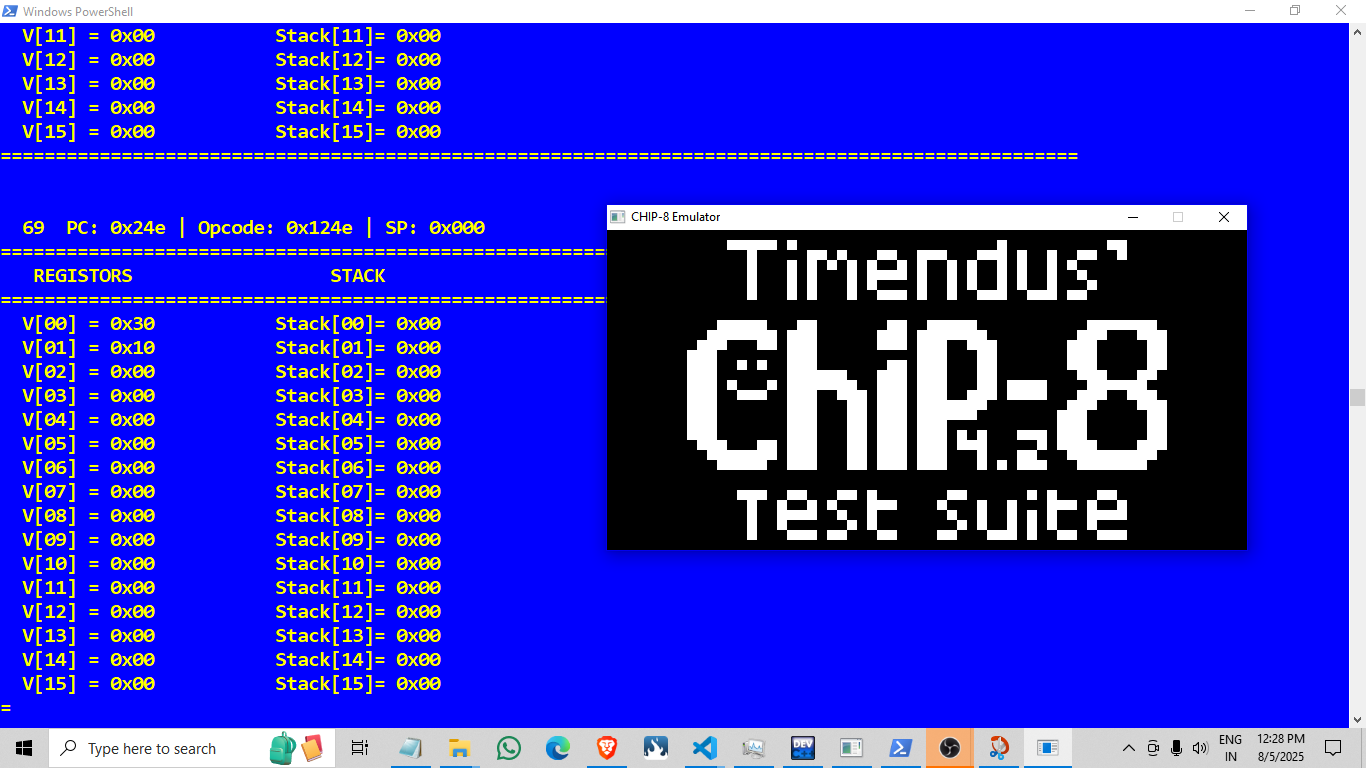 Windows PowerShell
V[11] = 0x00 Stack[11]= 0x00
V[12] = 0x00 Stack[12]= 0x00
V[13] = 0x00 Stack[13]= 0x00
V[14] = 0x00 Stack[14]= 0x00
V[15] = 0x00 Stack[15]= 0x00
==================================================================================================
69 PC: 0x24e | Opcode: 0x124e | SP: 0x000
=======================================================
REGISTORS STACK
=======================================================
V[00] = 0x30 Stack[00]= 0x00
V[01] = 0x10 Stack[01]= 0x00
V[02] = 0x00 Stack[02]= 0x00
V[03] = 0x00 Stack[03]= 0x00
V[04] = 0x00 Stack[04]= 0x00
V[05] = 0x00 Stack[05]= 0x00
V[06] = 0x00 Stack[06]= 0x00
V[07] = 0x00 Stack[07]= 0x00
V[08] = 0x00 Stack[08]= 0x00
V[09] = 0x00 Stack[09]= 0x00
V[10] = 0x00 Stack[10]= 0x00
V[11] = 0x00 Stack[11]= 0x00
V[12] = 0x00 Stack[12]= 0x00
V[13] = 0x00 Stack[13]= 0x00
V[14] = 0x00 Stack[14]= 0x00
V[15] = 0x00 Stack[15]= 0x00
=
CHIP-8 Emulator
Timendus'
ChiP-8
4.2
Test suite
Type here to search
DEV
ENG
IN
12:28 PM
8/5/2025